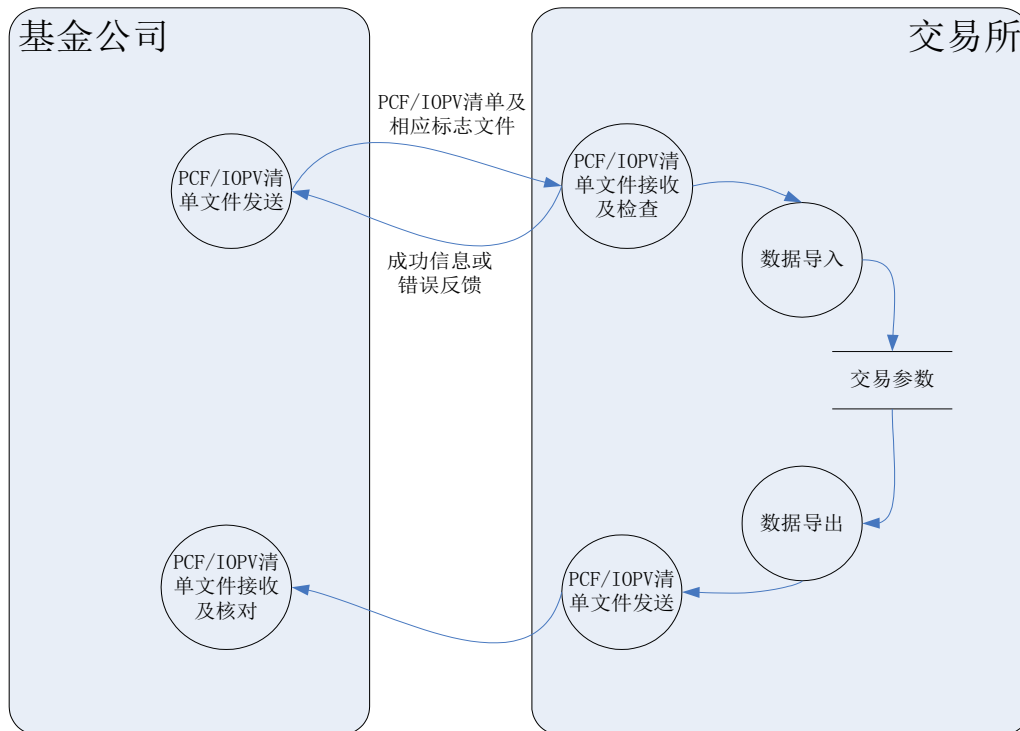 基金公司
交易所
PCF/IOPV清单及
相应标志文件
PCF/IOPV清
单文件发送
PCF/IOPV清
单文件接收
及检查
成功信息或
错误反馈
数据导入
交易参数
数据导出
PCF/IOPV清
单文件发送
PCF/IOPV清
单文件接收
及核对